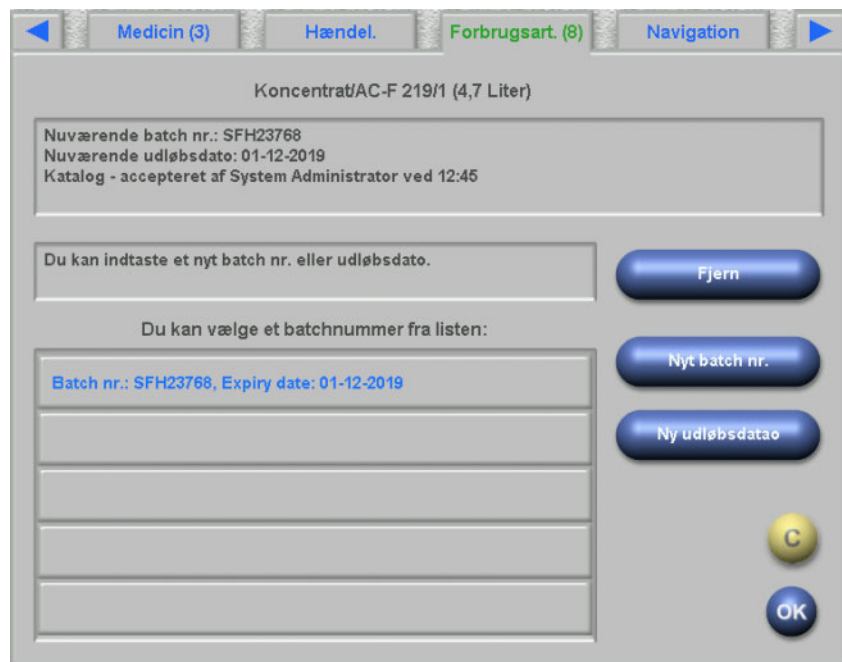 Medicin (3)
Hændel.
Forbrugsart. (8)
Navigation
Koncentrat/AC-F 219/1 (4,7 Liter)
Nuværende batch nr.: SFH23768
Nuværende udløbsdato: 01-12-2019
Katalog - accepteret af System Administrator ved 12:45
Du kan indtaste et nyt batch nr. eller udløbsdato.
Fjern
Du kan vælge et batchnummer fra listen:
Nyt batch nr.
Batch nr.: SFH23768, Expiry date: 01-12-2019
Ny udløbsdatao
C
OK